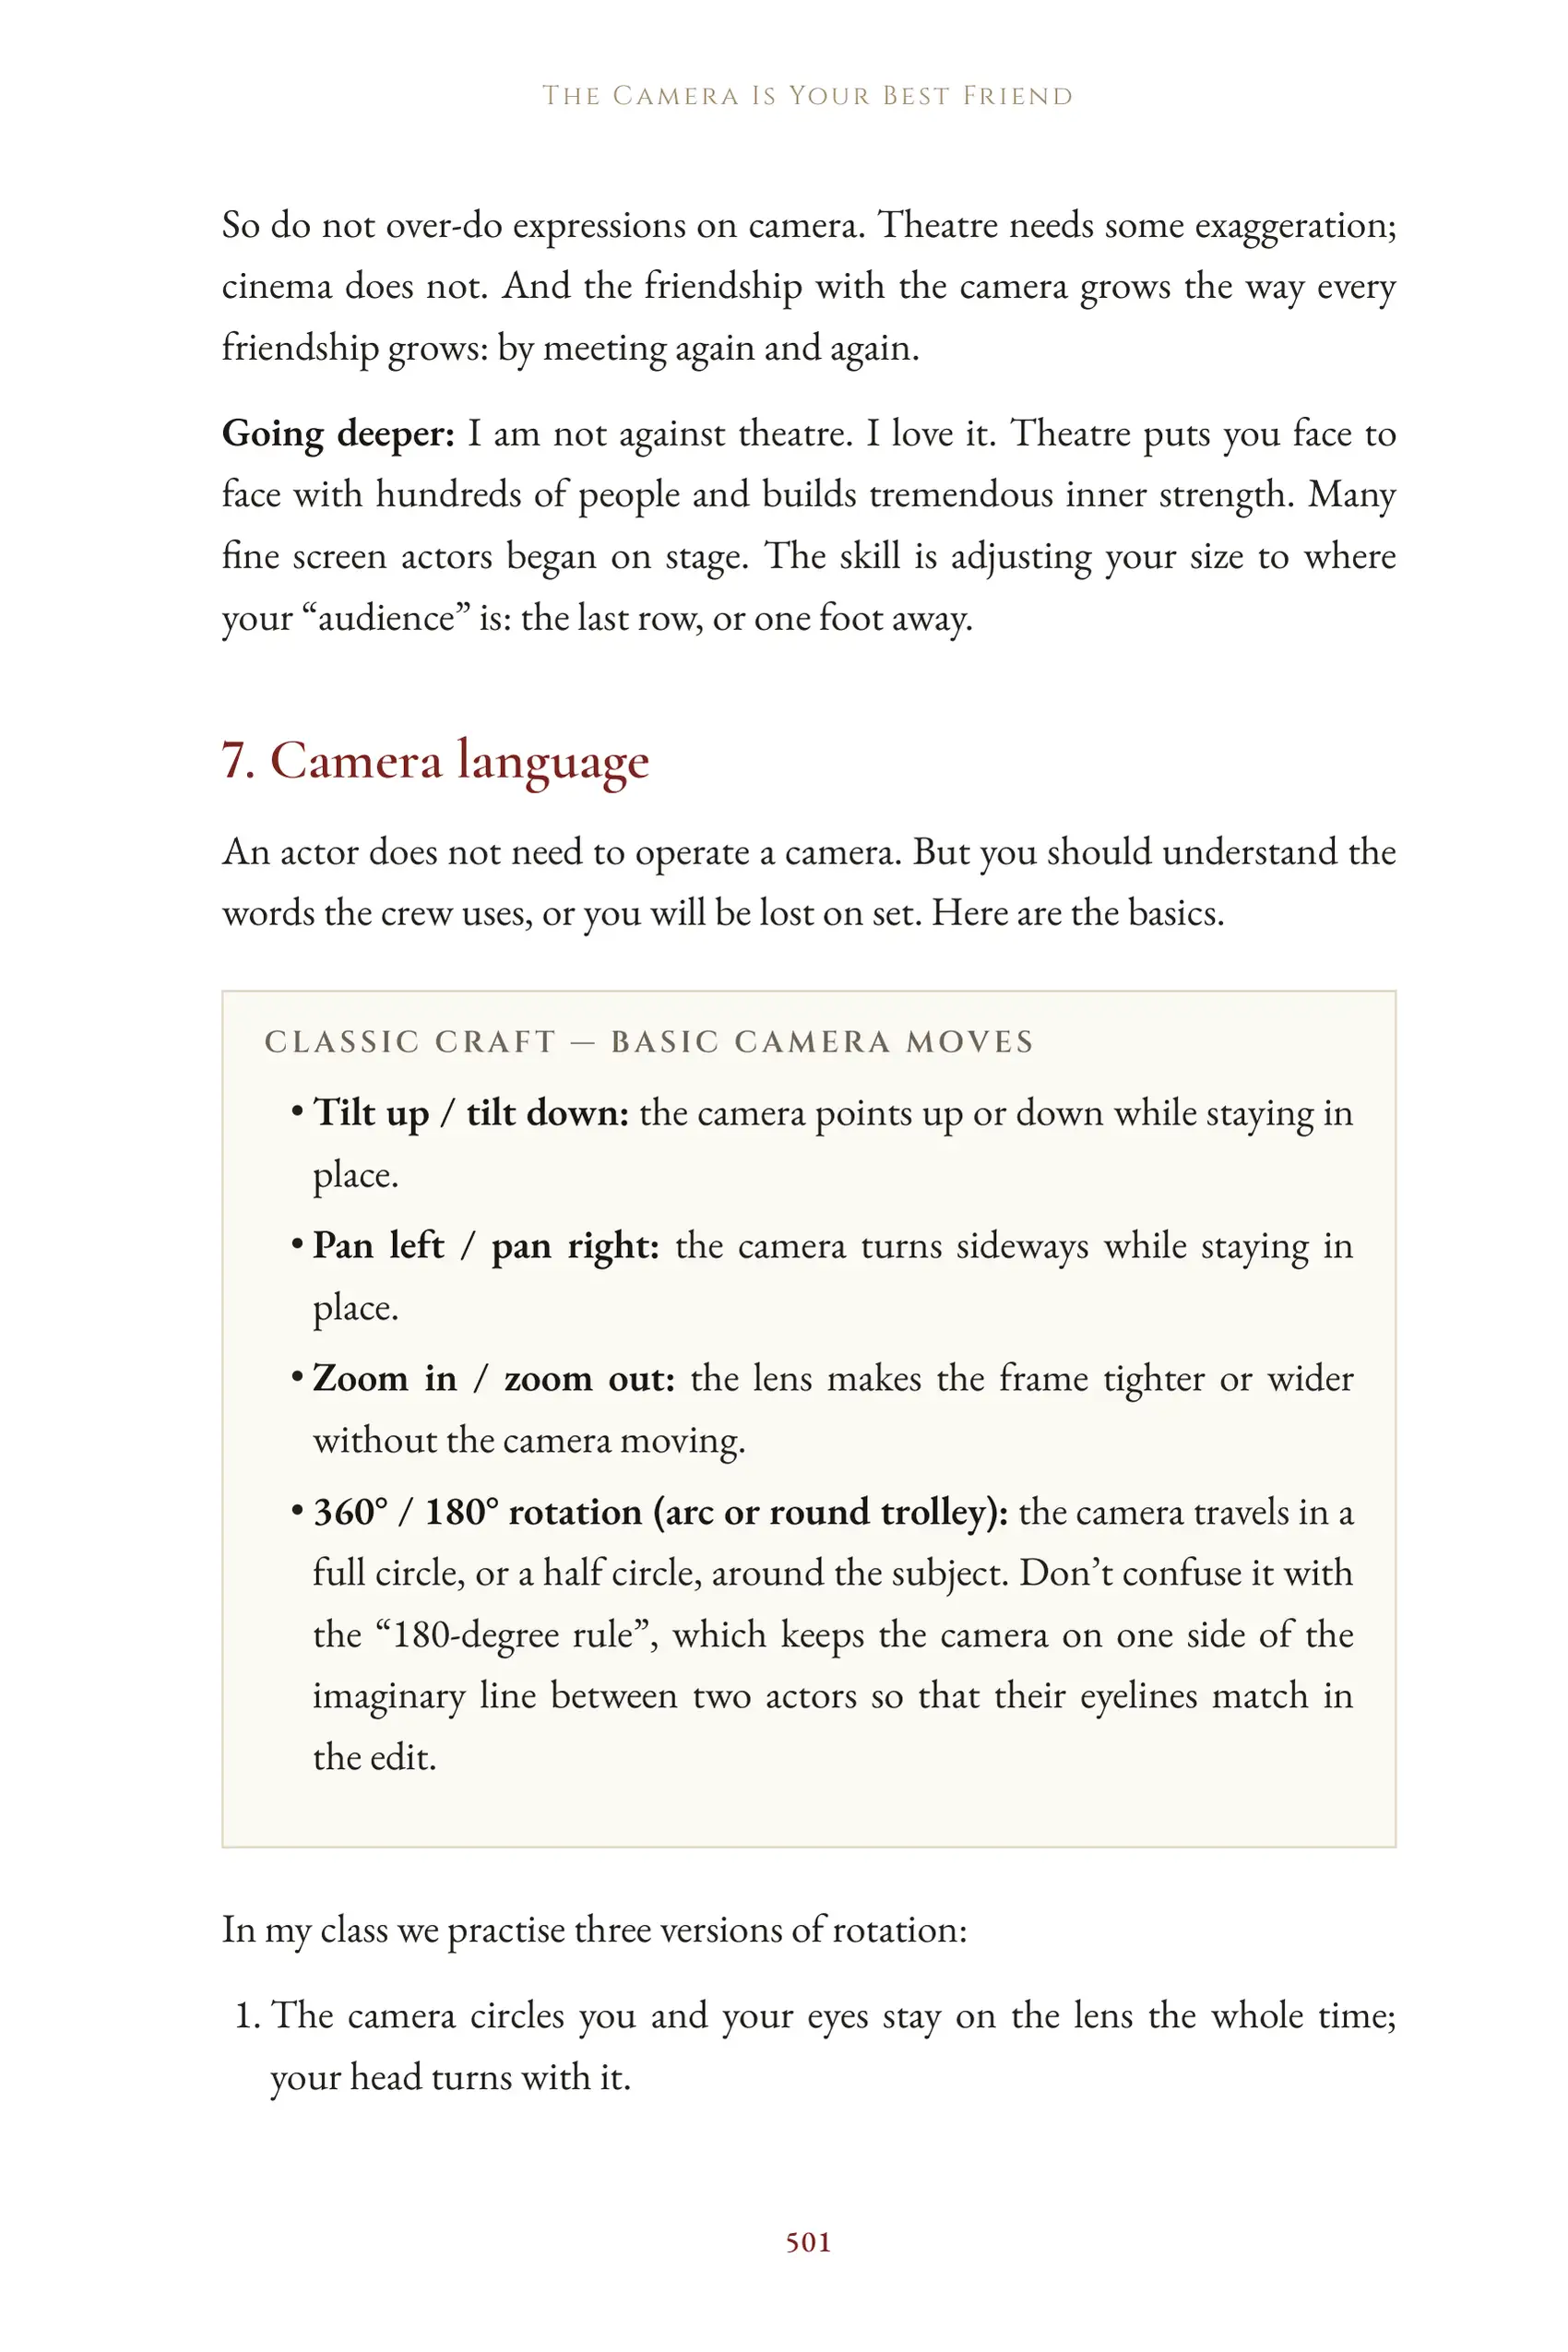 The Camera Is Your Best Friend
So do not over-do expressions on camera. Theatre needs some exaggeration;
cinema does not. And the friendship with the camera grows the way every
friendship grows: by meeting again and again.
Going deeper: I am not against theatre. I love it. Theatre puts you face to
face with hundreds of people and builds tremendous inner strength. Many
fine screen actors began on stage. The skill is adjusting your size to where
your “audience” is: the last row, or one foot away.
7. Camera language
An actor does not need to operate a camera. But you should understand the
words the crew uses, or you will be lost on set. Here are the basics.
CLASSIC CRAFT — BASIC CAMERA MOVES
• Tilt up / tilt down: the camera points up or down while staying in
place.
• Pan left / pan right: the camera turns sideways while staying in
place.
• Zoom in / zoom out: the lens makes the frame tighter or wider
without the camera moving.
• 360° / 180° rotation (arc or round trolley): the camera travels in a
full circle, or a half circle, around the subject. Don’t confuse it with
the “180-degree rule”, which keeps the camera on one side of the
imaginary line between two actors so that their eyelines match in
the edit.
In my class we practise three versions of rotation:
1. The camera circles you and your eyes stay on the lens the whole time;
your head turns with it.
501